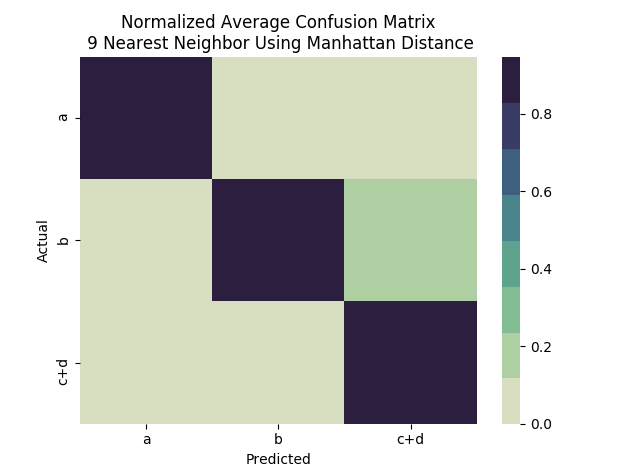 Normalized Average Confusion Matrix
9 Nearest Neighbor Using Manhattan Distance
Actual
a
b
c+d
a
b
c+d
Predicted
0.8
0.6
0.4
0.2
0.0